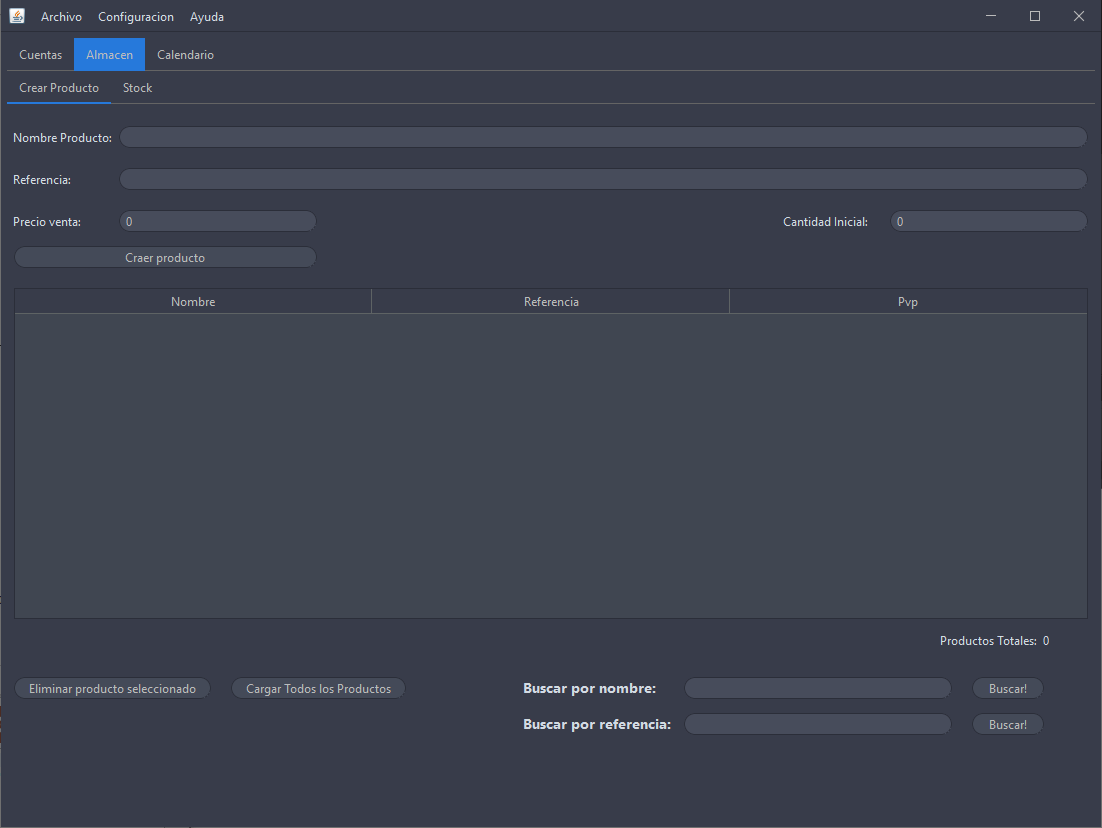 Archivo Configuracion Ayuda
Cuentas Almacen Calendario
Crear Producto Stock
Nombre Producto:
Referencia:
Precio venta: 0 Cantidad Inicial: 0
Craer producto
Nombre Referencia Pvp
Productos Totales: 0
Eliminar producto seleccionado Cargar Todos los Productos Buscar por nombre: Buscar!
Buscar por referencia: Buscar!